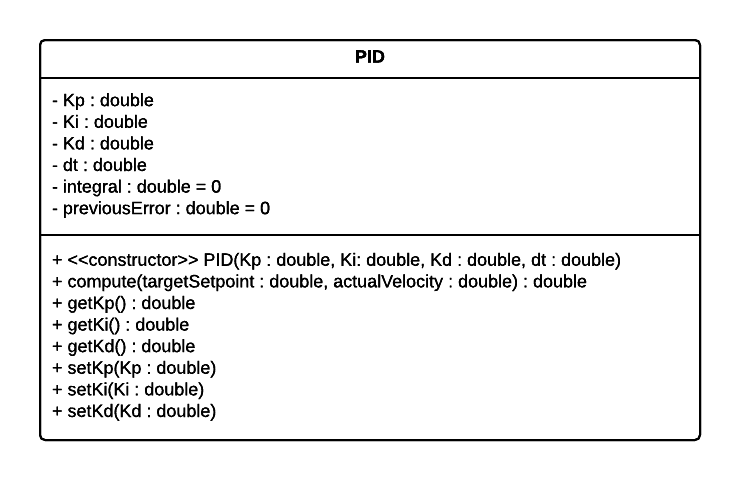 PID
- Kp : double
- Ki : double
- Kd : double
- dt : double
- integral : double = 0
- previousError : double = 0
+ <<constructor>> PID(Kp : double, Ki: double, Kd : double, dt : double)
+ compute(targetSetpoint : double, actualVelocity : double) : double
+ getKp() : double
+ getKi() : double
+ getKd() : double
+ setKp(Kp : double)
+ setKi(Ki : double)
+ setKd(Kd : double)